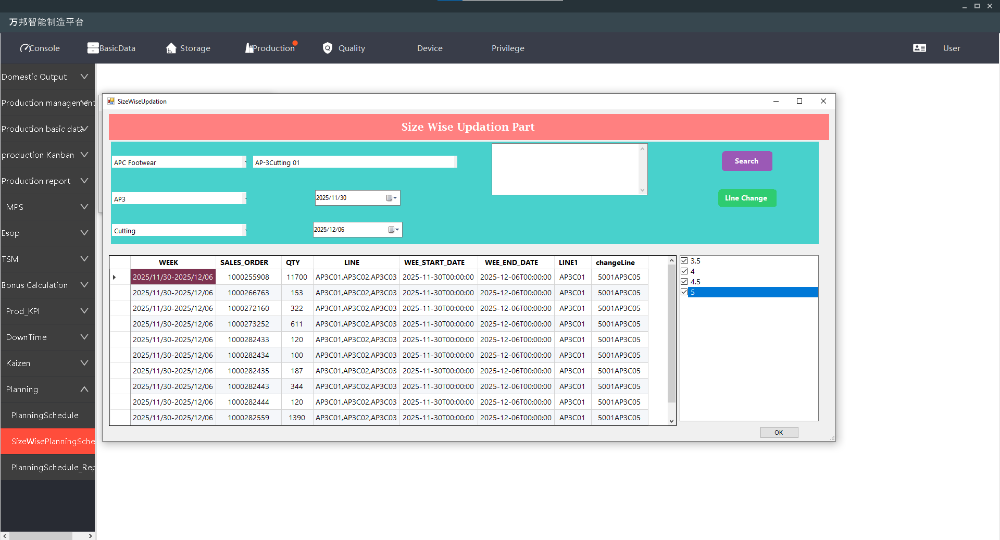 万邦智能制造平台
Console
BasicData
Storage
Production
Quality
Device
Privilege
User
Domestic Output
Production management
Production basic data
production Kanban
Production report
MPS
Esop
TSM
Bonus Calculation
Prod_KPI
DownTime
Kaizen
Planning
PlanningSchedule
SizeWisePlanningSche
PlanningSchedule_Rep
SizeWiseUpdation
Size Wise Updation Part
APC Footwear
AP-3Cutting 01
Search
AP3
2025/11/30
Line Change
Cutting
2025/12/06
WEEK SALES_ORDER QTY LINE WEE_START_DATE WEE_END_DATE LINE1 changeLine
2025/11/30-2025/12/06 1000255908 11700 AP3C01,AP3C02,AP3C03 2025-11-30T00:00:00 2025-12-06T00:00:00 AP3C01 5001AP3C05
2025/11/30-2025/12/06 1000266763 153 AP3C01,AP3C02,AP3C03 2025-11-30T00:00:00 2025-12-06T00:00:00 AP3C01 5001AP3C05
2025/11/30-2025/12/06 1000272160 322 AP3C01,AP3C02,AP3C03 2025-11-30T00:00:00 2025-12-06T00:00:00 AP3C01 5001AP3C05
2025/11/30-2025/12/06 1000273252 611 AP3C01,AP3C02,AP3C03 2025-11-30T00:00:00 2025-12-06T00:00:00 AP3C01 5001AP3C05
2025/11/30-2025/12/06 1000282433 120 AP3C01,AP3C02,AP3C03 2025-11-30T00:00:00 2025-12-06T00:00:00 AP3C01 5001AP3C05
2025/11/30-2025/12/06 1000282434 100 AP3C01,AP3C02,AP3C03 2025-11-30T00:00:00 2025-12-06T00:00:00 AP3C01 5001AP3C05
2025/11/30-2025/12/06 1000282435 187 AP3C01,AP3C02,AP3C03 2025-11-30T00:00:00 2025-12-06T00:00:00 AP3C01 5001AP3C05
2025/11/30-2025/12/06 1000282443 344 AP3C01,AP3C02,AP3C03 2025-11-30T00:00:00 2025-12-06T00:00:00 AP3C01 5001AP3C05
2025/11/30-2025/12/06 1000282444 120 AP3C01,AP3C02,AP3C03 2025-11-30T00:00:00 2025-12-06T00:00:00 AP3C01 5001AP3C05
2025/11/30-2025/12/06 1000282559 1390 AP3C01,AP3C02,AP3C03 2025-11-30T00:00:00 2025-12-06T00:00:00 AP3C01 5001AP3C05
3.5
4
4.5
5
OK